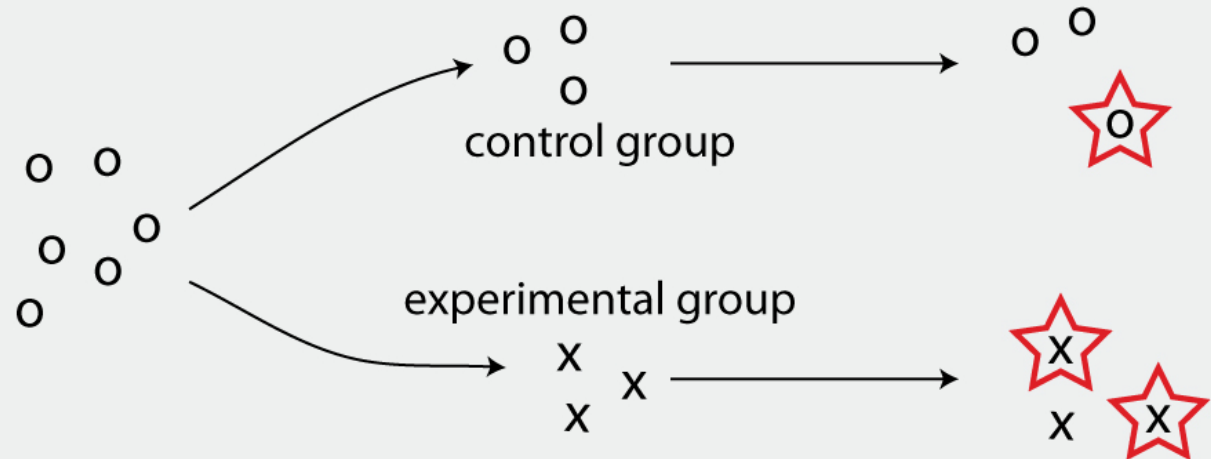 o o o o o o
o o o
control group
o o o
experimental group
x x x
x x x